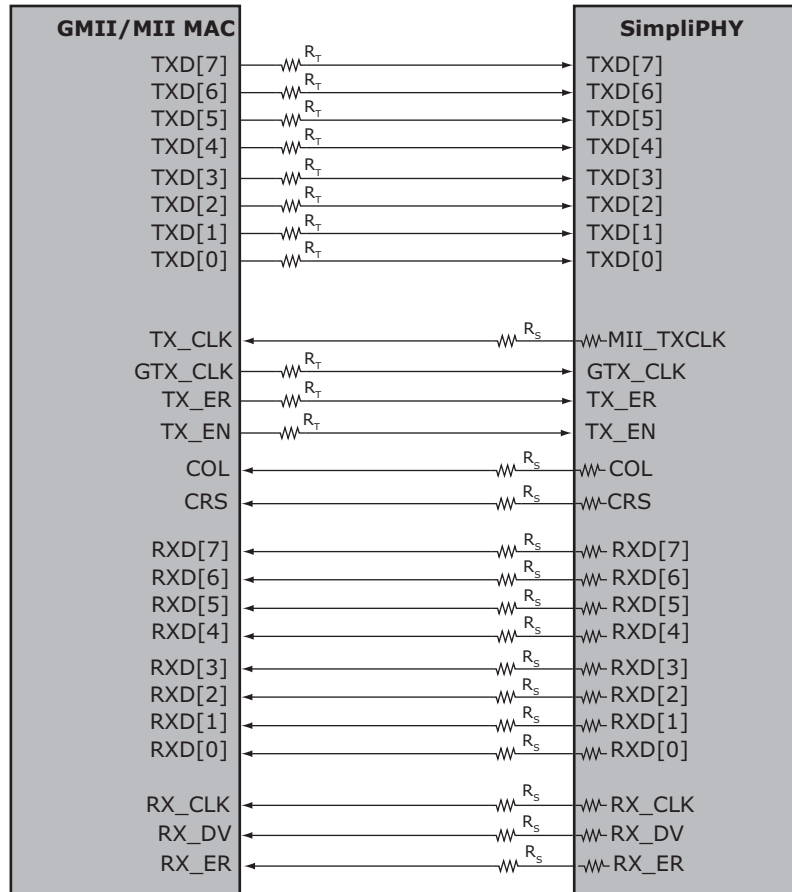 GMII/MII MAC SimpliPHY
TXD[7] R_T TXD[7]
TXD[6] R_T TXD[6]
TXD[5] R_T TXD[5]
TXD[4] R_T TXD[4]
TXD[3] R_T TXD[3]
TXD[2] R_T TXD[2]
TXD[1] R_T TXD[1]
TXD[0] R_T TXD[0]
TX_CLK R_S MII_TXCLK
GTX_CLK R_T GTX_CLK
TX_ER R_T TX_ER
TX_EN R_T TX_EN
COL R_S COL
CRS R_S CRS
RXD[7] R_S RXD[7]
RXD[6] R_S RXD[6]
RXD[5] R_S RXD[5]
RXD[4] R_S RXD[4]
RXD[3] R_S RXD[3]
RXD[2] R_S RXD[2]
RXD[1] R_S RXD[1]
RXD[0] R_S RXD[0]
RX_CLK R_S RX_CLK
RX_DV R_S RX_DV
RX_ER R_S RX_ER